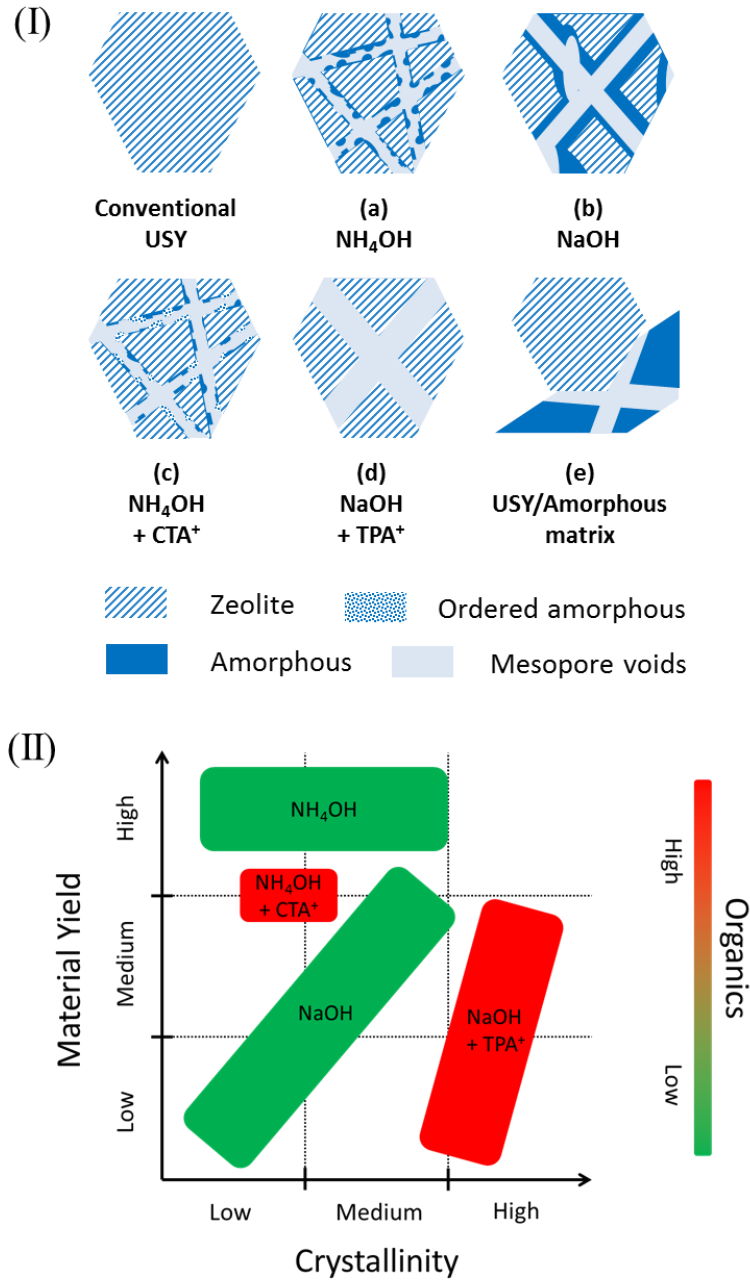 (I)
Conventional
USY
(a)
NH₄OH
(b)
NaOH
(c)
NH₄OH
+ CTA⁺
(d)
NaOH
+ TPA⁺
(e)
USY/Amorphous
matrix
Zeolite
Ordered amorphous
Amorphous
Mesopore voids
(II)
Material Yield
High
Medium
Low
NH₄OH
NH₄OH
+ CTA⁺
NaOH
NaOH
+ TPA⁺
Low
Medium
High
Crystallinity
High
Low
Organics